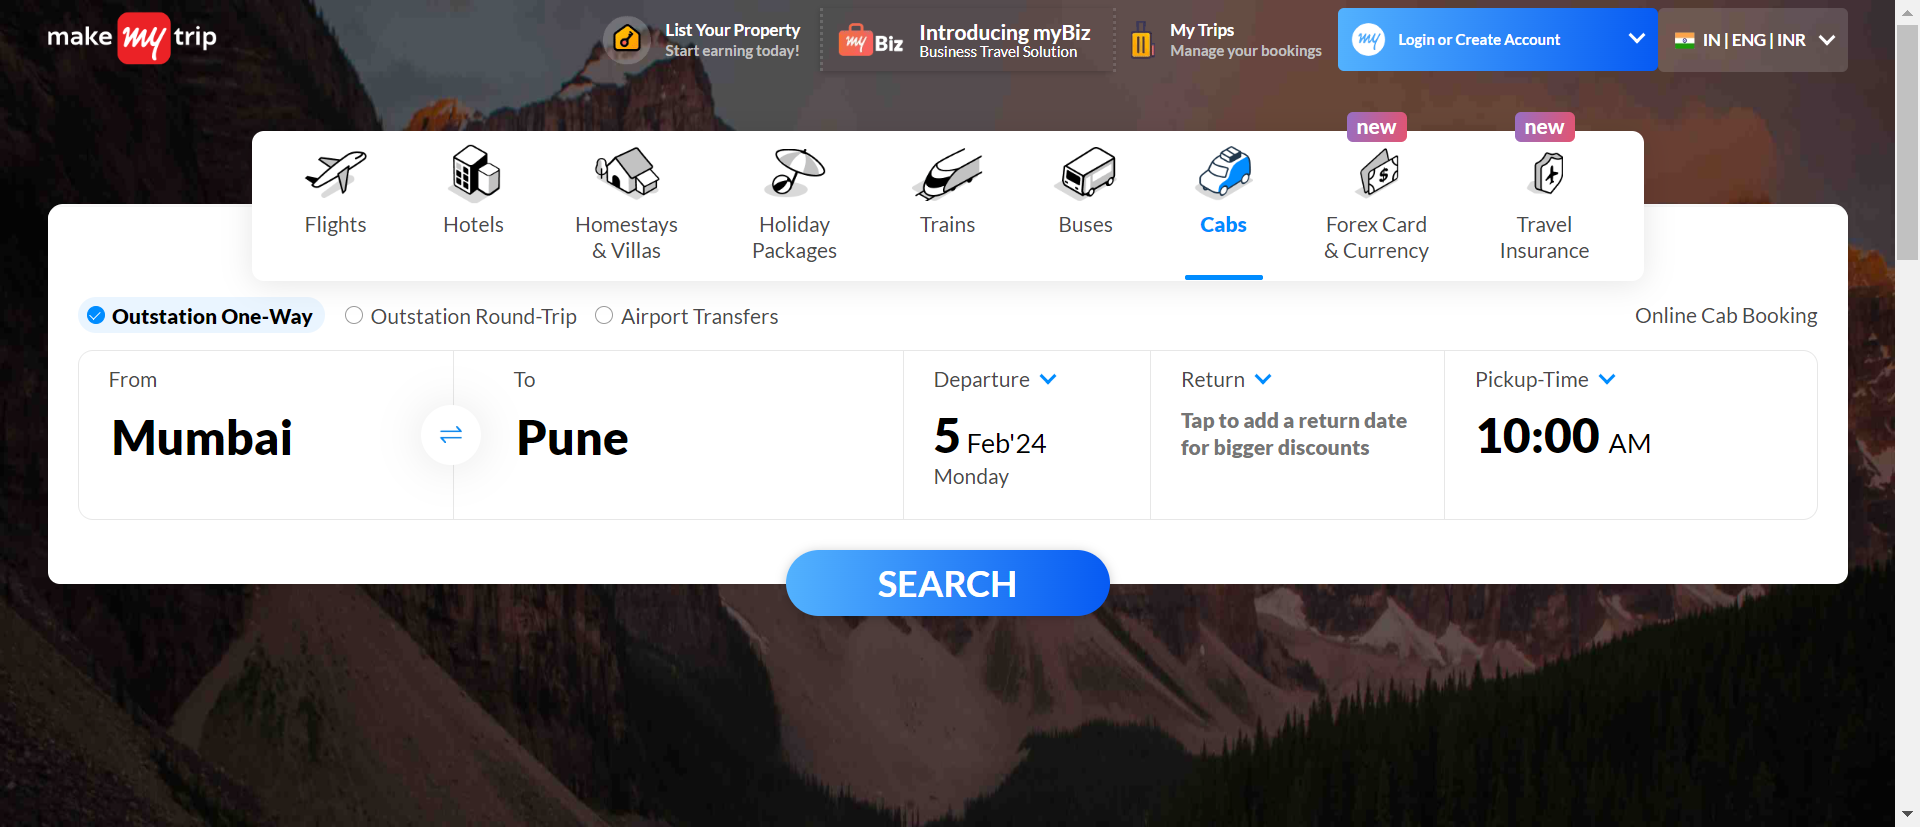 make my trip
List Your Property
Start earning today!
my Biz
Introducing myBiz
Business Travel Solution
My Trips
Manage your bookings
my
Login or Create Account
IN | ENG | INR
new
new
Flights
Hotels
Homestays
& Villas
Holiday
Packages
Trains
Buses
Cabs
Forex Card
& Currency
Travel
Insurance
Outstation One-Way
Outstation Round-Trip
Airport Transfers
Online Cab Booking
From
Mumbai
To
Pune
Departure
5 Feb'24
Monday
Return
Tap to add a return date
for bigger discounts
Pickup-Time
10:00 AM
SEARCH